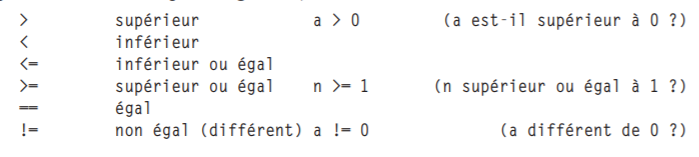 > supérieur a > 0 (a est-il supérieur à 0 ?)
< inférieur
<= inférieur ou égal
>= supérieur ou égal n >= 1 (n supérieur ou égal à 1 ?)
== égal
!= non égal (différent) a != 0 (a différent de 0 ?)